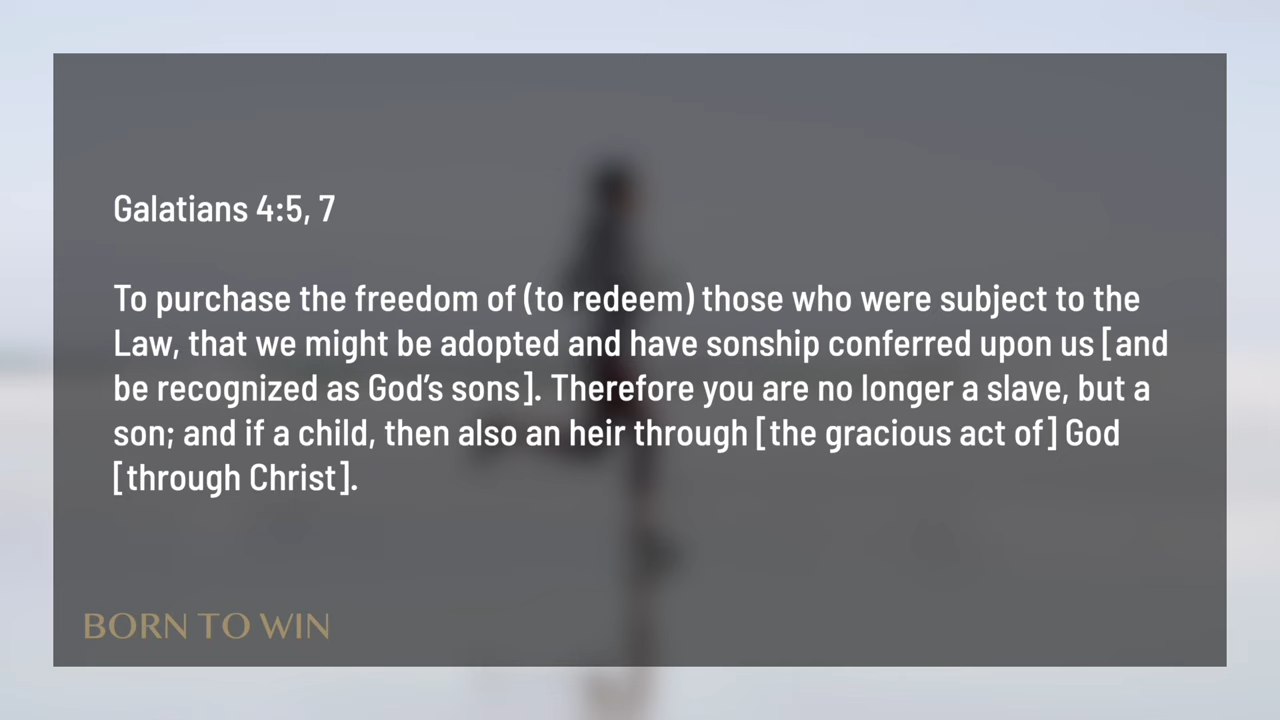 Galatians 4:5, 7
To purchase the freedom of (to redeem) those who were subject to the
Law, that we might be adopted and have sonship conferred upon us [and
be recognized as God’s sons]. Therefore you are no longer a slave, but a
son; and if a child, then also an heir through [the gracious act of] God
[through Christ].
BORN TO WIN